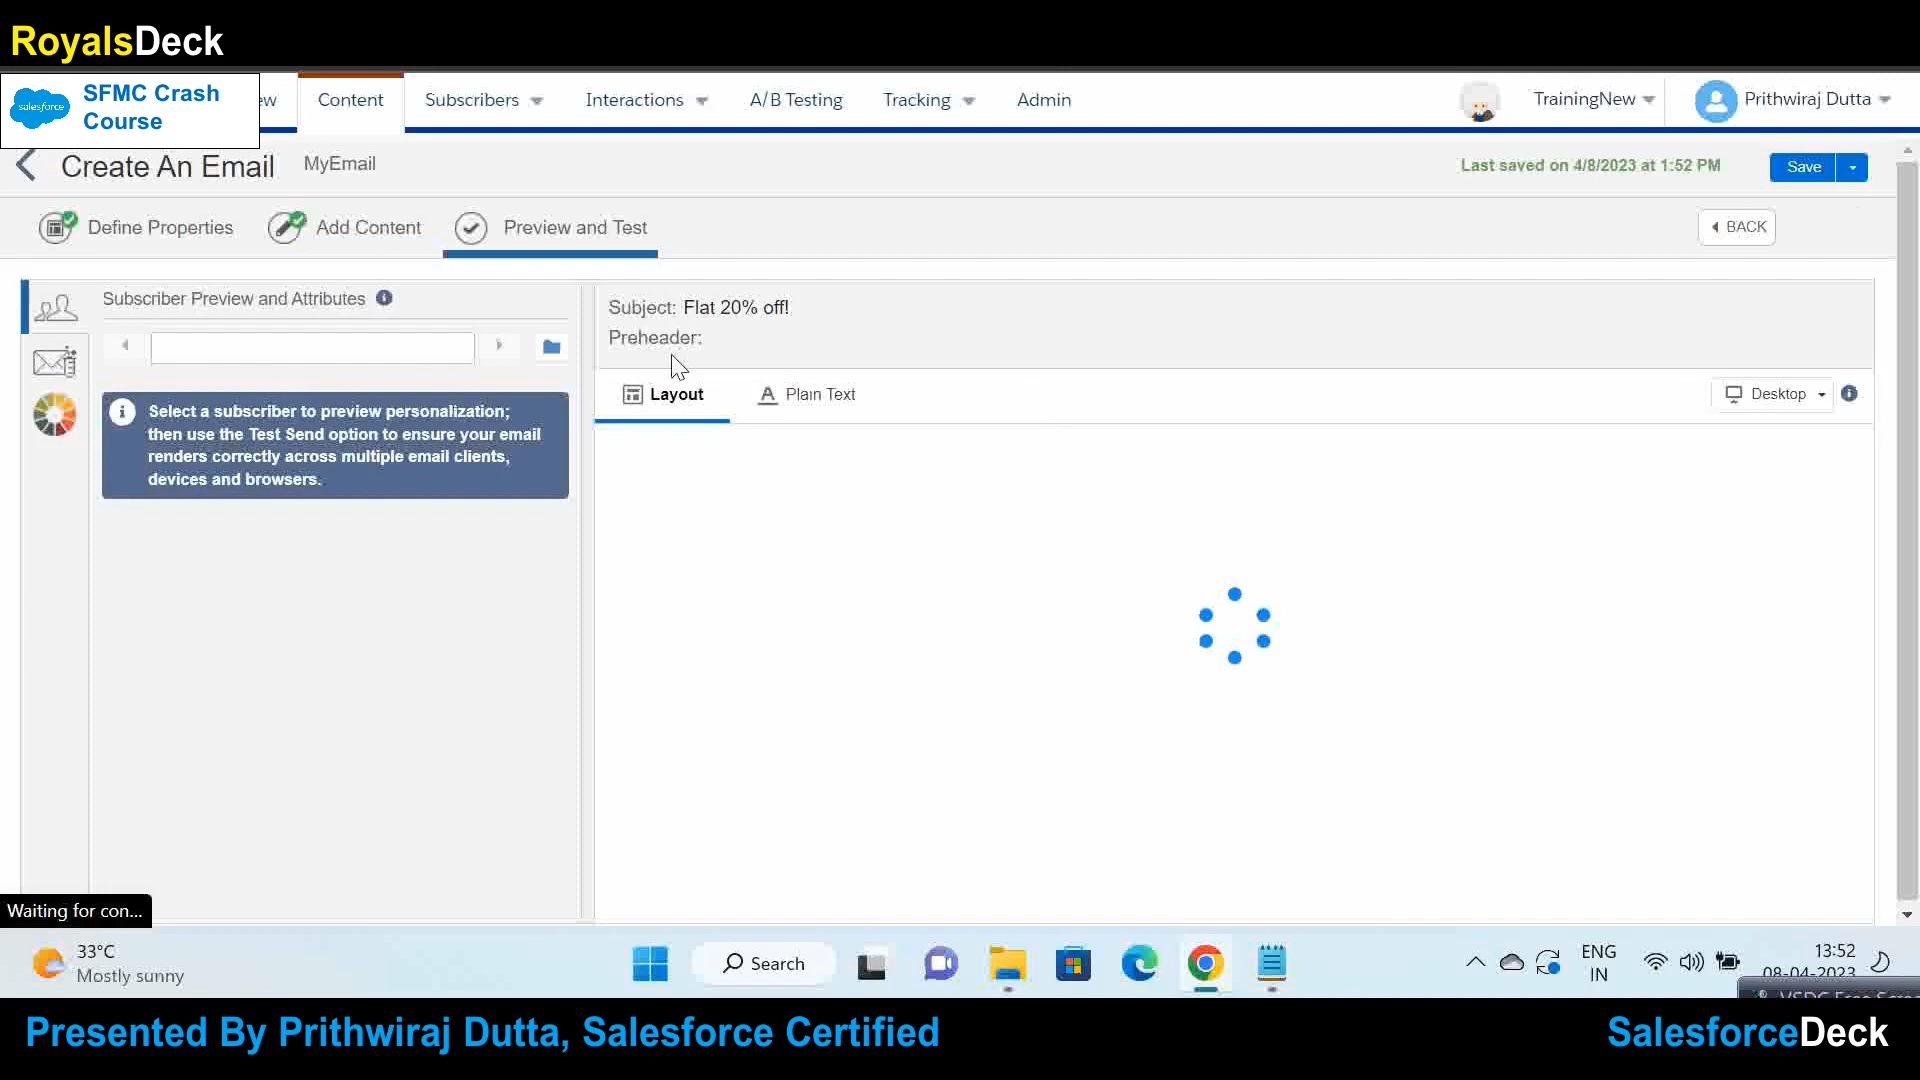 RoyalsDeck
salesforce
SFMC Crash
Course
ew
Content
Subscribers
Interactions
A/B Testing
Tracking
Admin
TrainingNew
Prithwiraj Dutta
Create An Email
MyEmail
Last saved on 4/8/2023 at 1:52 PM
Save
Define Properties
Add Content
Preview and Test
BACK
Subscriber Preview and Attributes
Subject: Flat 20% off!
Preheader:
Select a subscriber to preview personalization;
then use the Test Send option to ensure your email
renders correctly across multiple email clients,
devices and browsers.
Layout
Plain Text
Desktop
Waiting for con...
33°C
Mostly sunny
Search
ENG
IN
13:52
08-04-2023
Presented By Prithwiraj Dutta, Salesforce Certified
SalesforceDeck